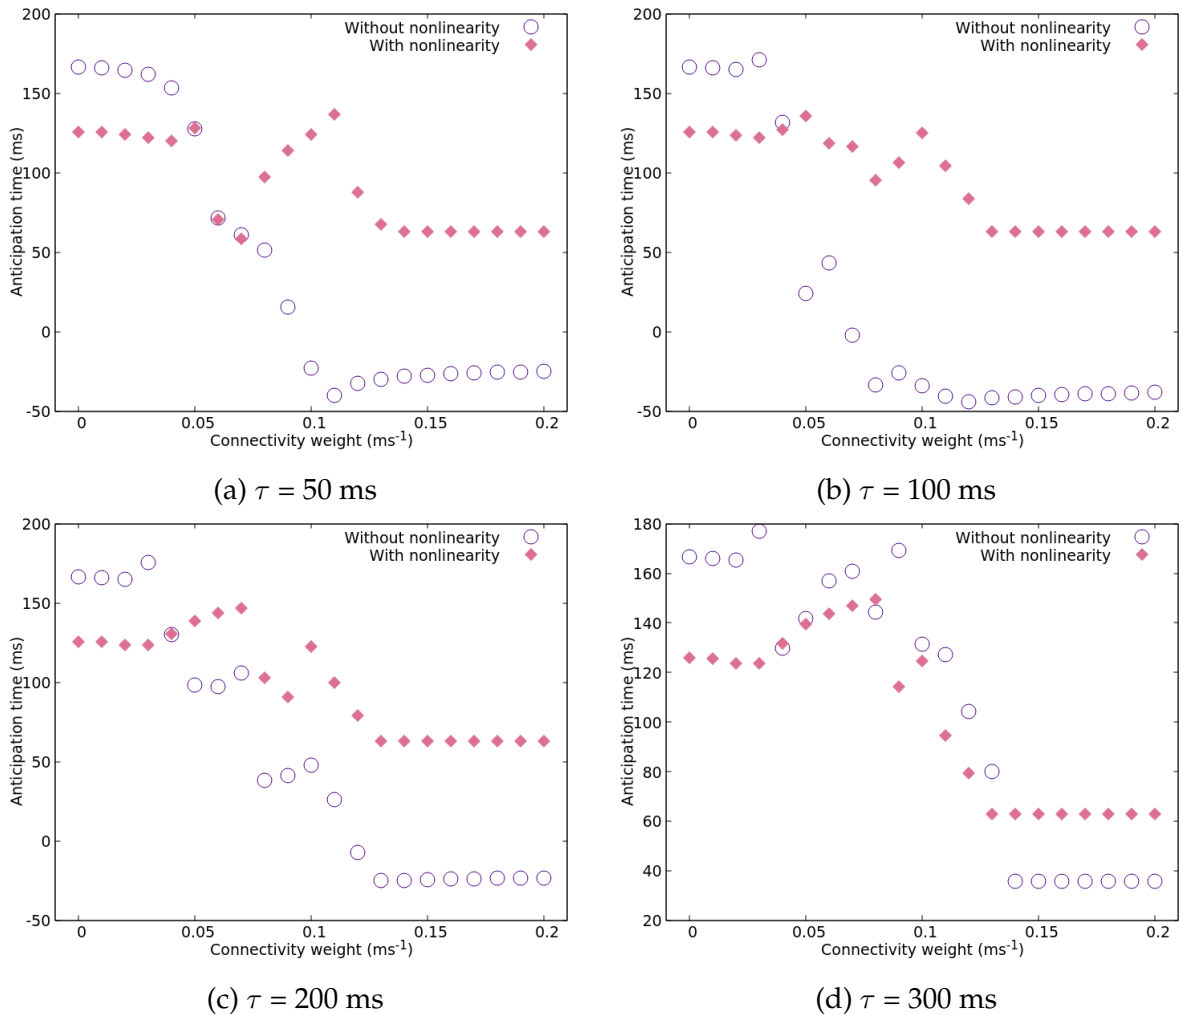 200
150
100
50
0
-50
Anticipation time (ms)
Without nonlinearity
With nonlinearity
0 0.05 0.1 0.15 0.2
Connectivity weight (ms-1)
(a) τ = 50 ms
200
150
100
50
0
-50
Anticipation time (ms)
Without nonlinearity
With nonlinearity
0 0.05 0.1 0.15 0.2
Connectivity weight (ms-1)
(b) τ = 100 ms
200
150
100
50
0
-50
Anticipation time (ms)
Without nonlinearity
With nonlinearity
0 0.05 0.1 0.15 0.2
Connectivity weight (ms-1)
(c) τ = 200 ms
180
160
140
120
100
80
60
40
20
Anticipation time (ms)
Without nonlinearity
With nonlinearity
0 0.05 0.1 0.15 0.2
Connectivity weight (ms-1)
(d) τ = 300 ms